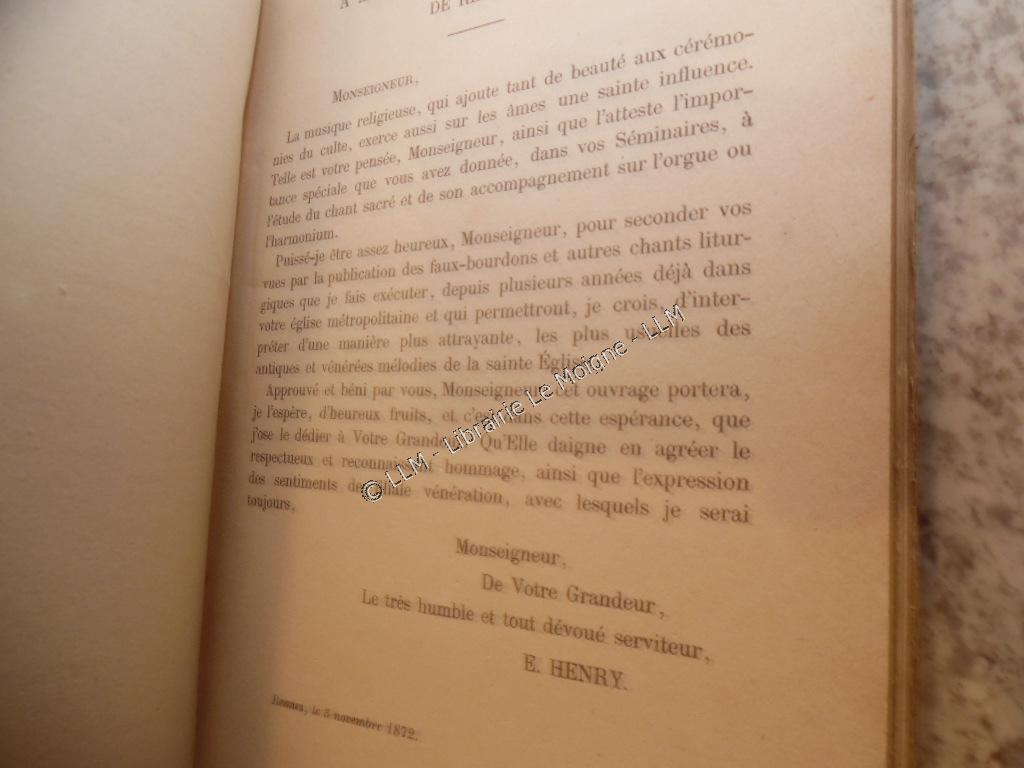 DE
MONSEIGNEUR,
La musique religieuse, qui ajoute tant de beauté aux cérémo-
nies du culte, exerce aussi sur les âmes une sainte influence.
Telle est votre pensée, Monseigneur, ainsi que l'atteste l'impor-
tance spéciale que vous avez donnée, dans vos Séminaires, à
l'étude du chant sacré et de son accompagnement sur l'orgue ou
l'harmonium.
Puissé-je être assez heureux, Monseigneur, pour seconder vos
vues par la publication des faux-bourdons et autres chants litur-
giques que je fais exécuter, depuis plusieurs années déjà dans
votre église métropolitaine et qui permettront, je crois, d'inter-
préter d'une manière plus attrayante, les plus usuelles des
antiques et vénérées mélodies de la sainte Église.
Approuvé et béni par vous, Monseigneur, cet ouvrage portera,
je l'espère, d'heureux fruits, et c'est dans cette espérance, que
j'ose le dédier à Votre Grandeur. Qu'Elle daigne en agréer le
respectueux et reconnaissant hommage, ainsi que l'expression
des sentiments de vénération, avec lesquels je serai
toujours,
Monseigneur,
De Votre Grandeur,
Le très humble et tout dévoué serviteur,
E. HENRY.
Rennes, le 5 novembre 1872.
© LLM - Librairie Le Moigne - LLM